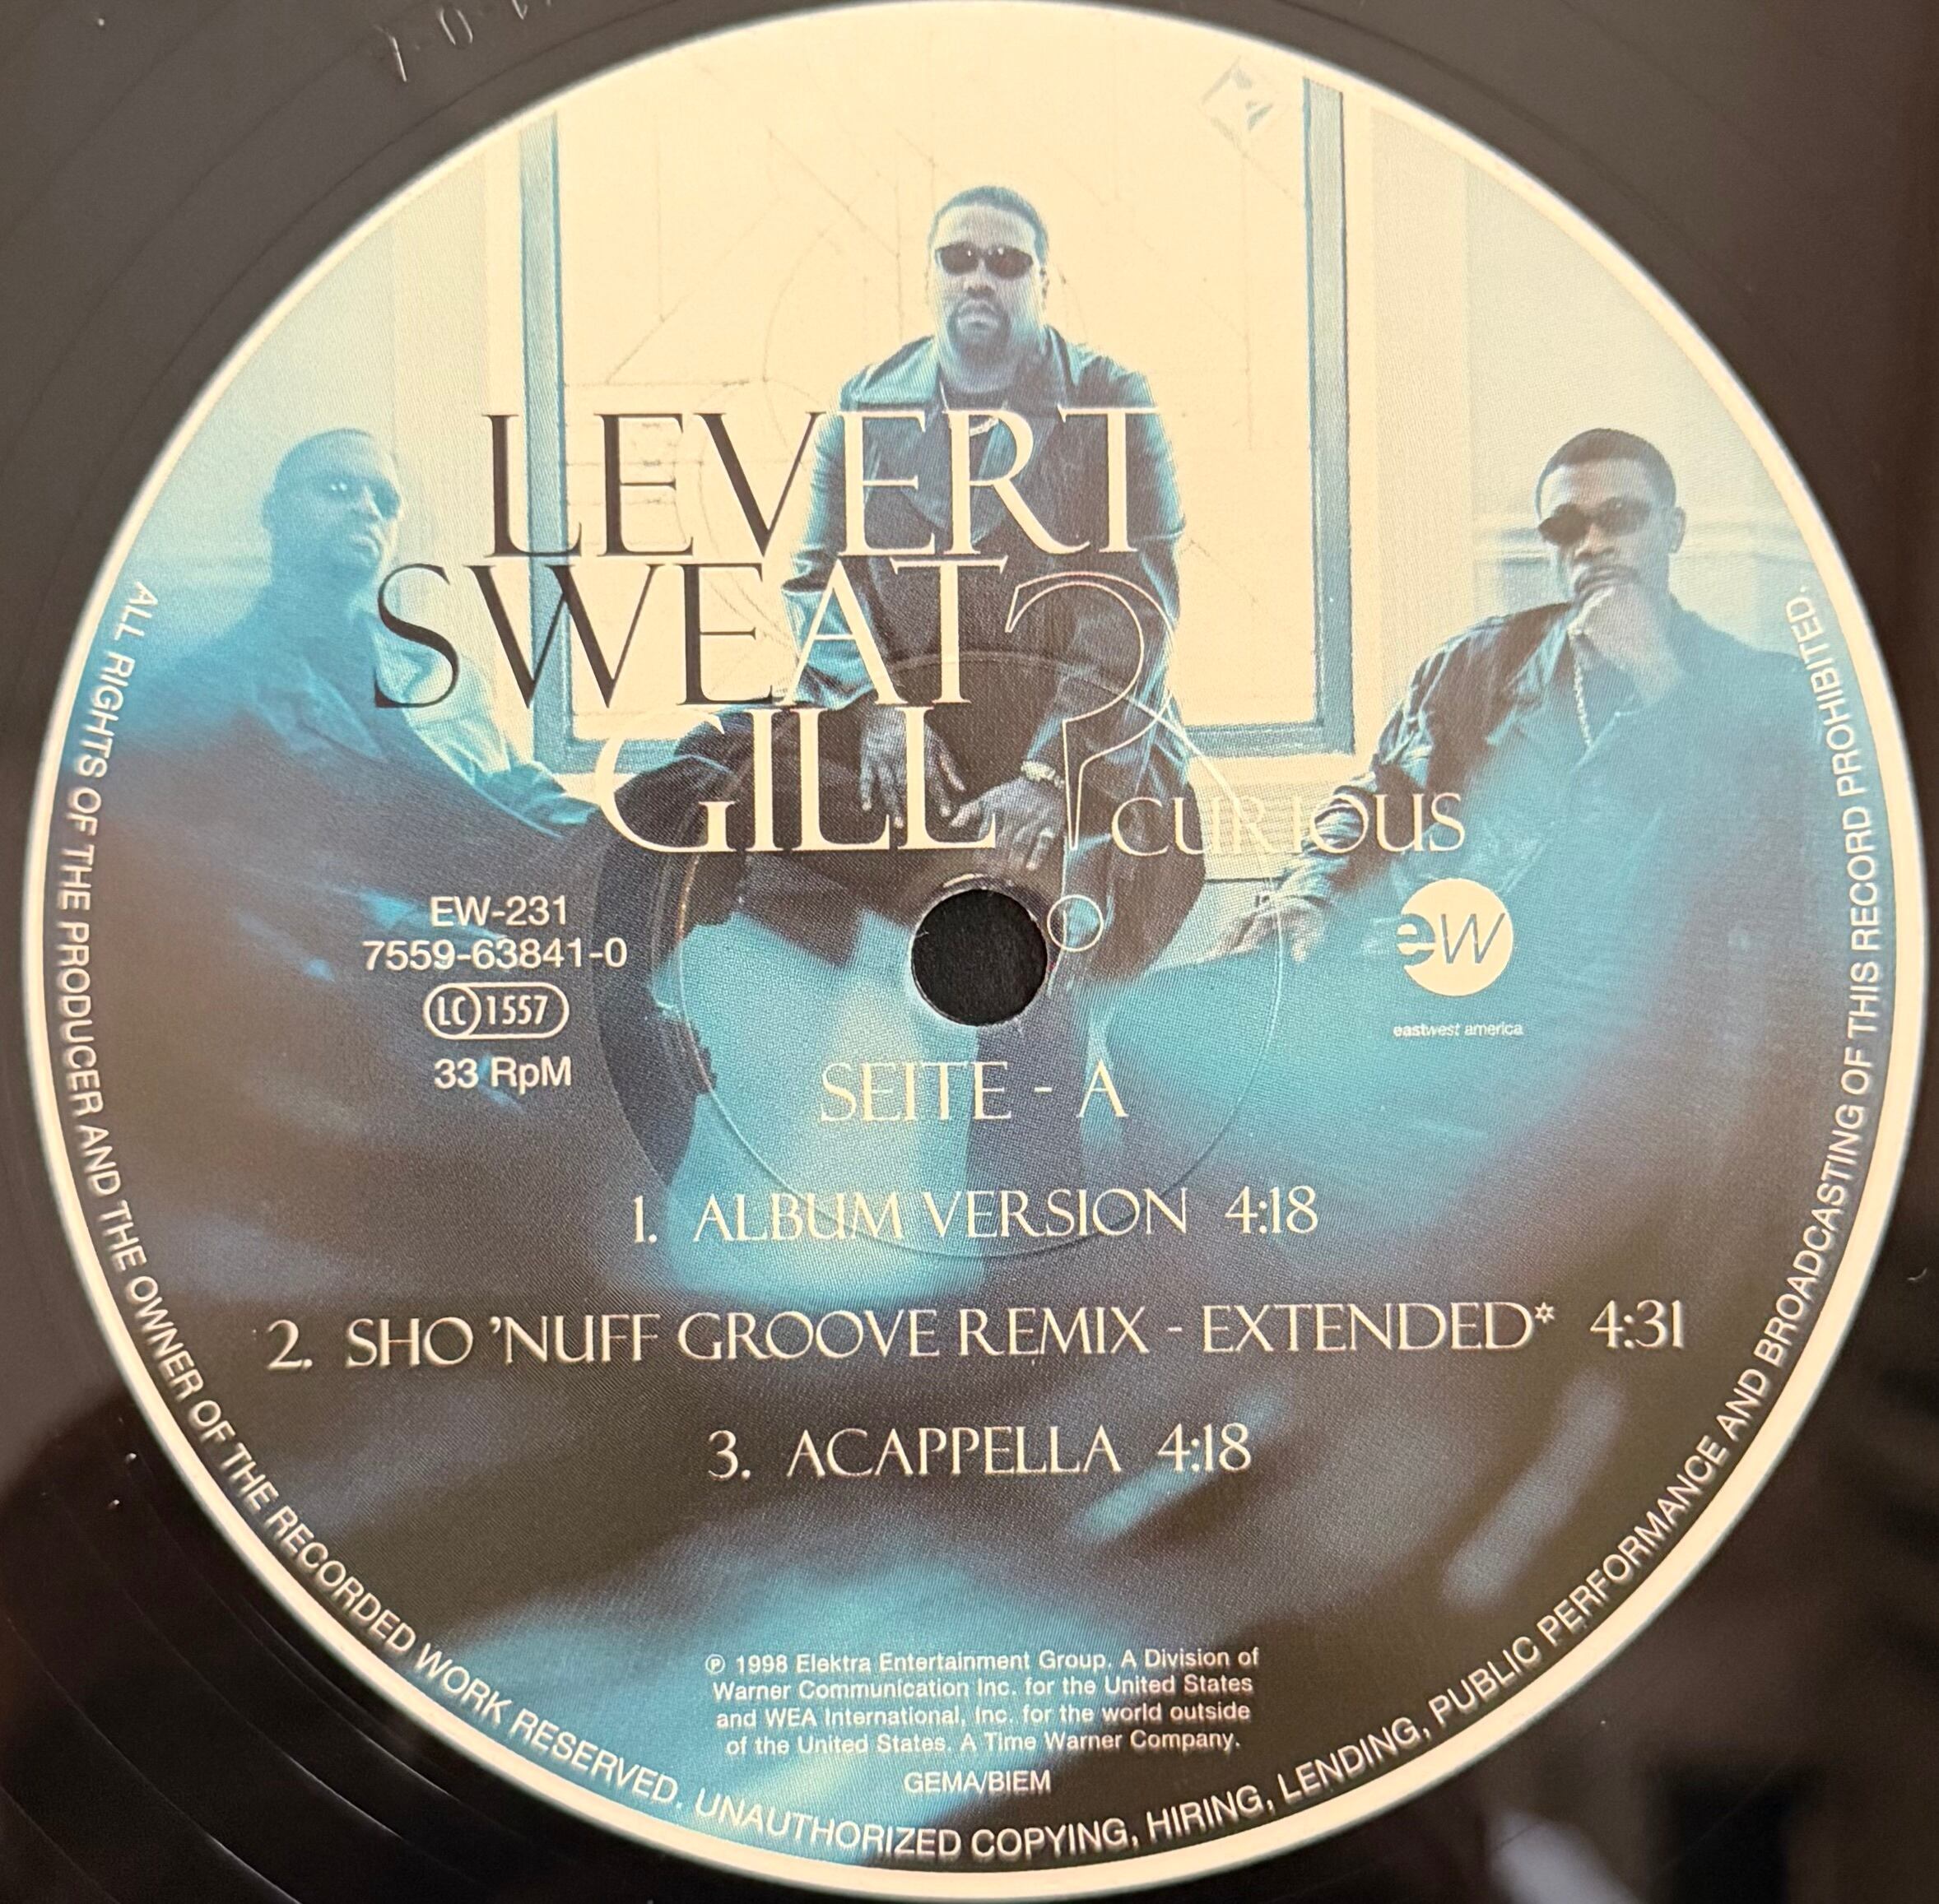 LEVERT
SWEAT
GILL ? CURIOUS
EW-231
7559-63841-0
LC 1557
33 RpM
ew
eastwest america
SEITE - A
1. ALBUM VERSION 4:18
2. SHO 'NUFF GROOVE REMIX - EXTENDED* 4:31
3. ACAPPELLA 4:18
℗ 1998 Elektra Entertainment Group. A Division of
Warner Communication Inc. for the United States
and WEA International, Inc. for the world outside
of the United States. A Time Warner Company.
GEMA/BIEM
ALL RIGHTS OF THE PRODUCER AND THE OWNER OF THE RECORDED WORK RESERVED. UNAUTHORIZED COPYING, HIRING, LENDING, PUBLIC PERFORMANCE AND BROADCASTING OF THIS RECORD PROHIBITED.